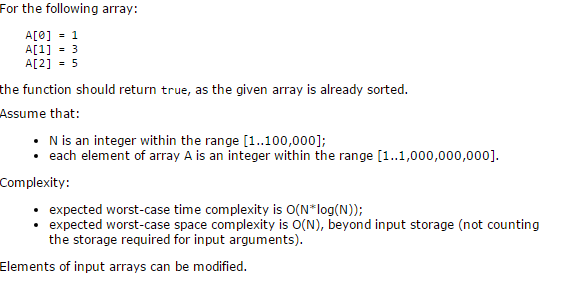 For the following array:
A[0] = 1
A[1] = 3
A[2] = 5
the function should return true, as the given array is already sorted.
Assume that:
• N is an integer within the range [1..100,000];
• each element of array A is an integer within the range [1..1,000,000,000].
Complexity:
• expected worst-case time complexity is O(N*log(N));
• expected worst-case space complexity is O(N), beyond input storage (not counting
the storage required for input arguments).
Elements of input arrays can be modified.